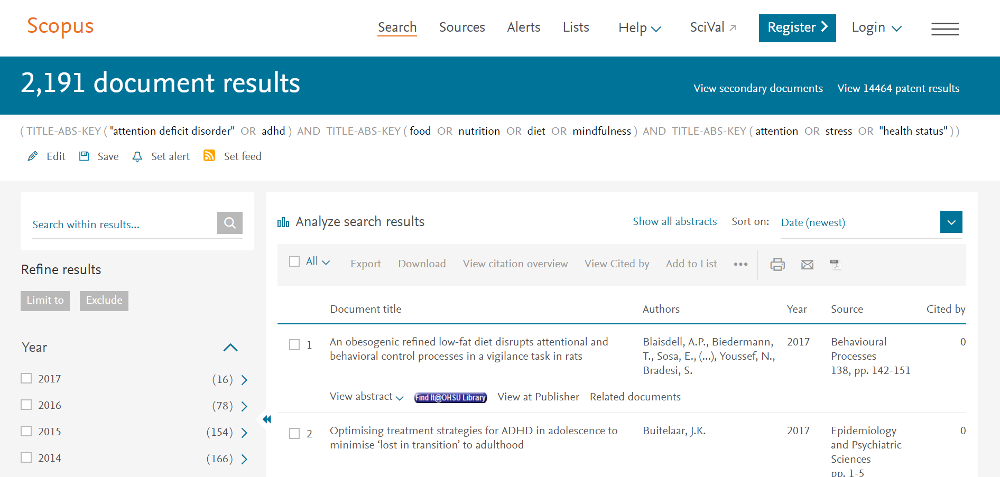 Scopus
Search Sources Alerts Lists Help SciVal Register Login
2,191 document results
View secondary documents View 14464 patent results
( TITLE-ABS-KEY ( "attention deficit disorder" OR adhd ) AND TITLE-ABS-KEY ( food OR nutrition OR diet OR mindfulness ) AND TITLE-ABS-KEY ( attention OR stress OR "health status" ) )
Edit Save Set alert Set feed
Search within results...
Refine results
Limit to Exclude
Year
2017 (16)
2016 (78)
2015 (154)
2014 (166)
Analyze search results
Show all abstracts Sort on: Date (newest)
All Export Download View citation overview View Cited by Add to List •••
Document title Authors Year Source Cited by
1 An obesogenic refined low-fat diet disrupts attentional and Blaisdell, A.P., Biedermann, 2017 Behavioural 0
behavioral control processes in a vigilance task in rats T., Sosa, E., (...), Youssef, N., Processes
Bradesi, S. 138, pp. 142-151
View abstract Find It@OHSU Library View at Publisher Related documents
2 Optimising treatment strategies for ADHD in adolescence to Buitelaar, J.K. 2017 Epidemiology 0
minimise ‘lost in transition’ to adulthood and Psychiatric
Sciences
pp. 1-5